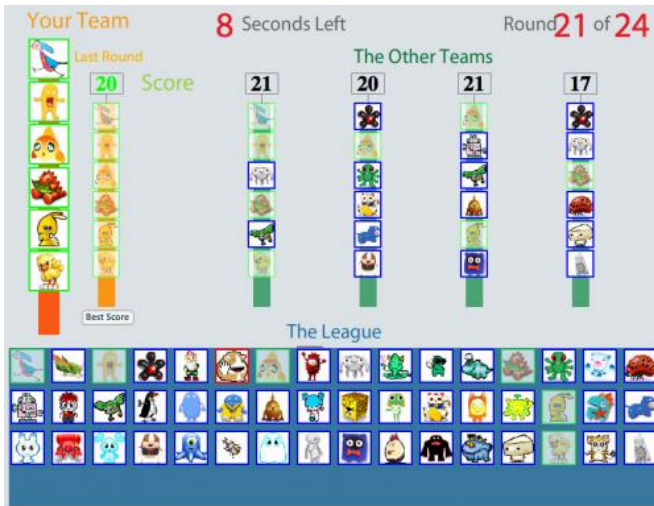 Your Team
8 Seconds Left
Round 21 of 24
Last Round
The Other Teams
20 Score 21 20 21 17
Best Score
The League